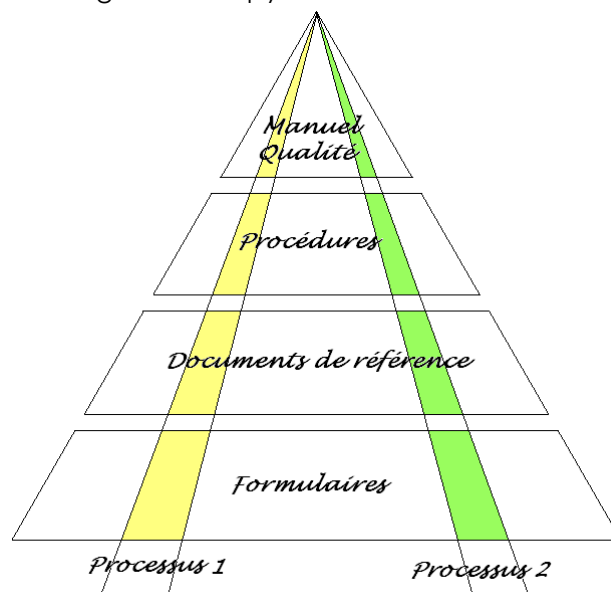 Manuel
Qualité
Procédures
Documents de référence
Formulaires
Processus 1
Processus 2